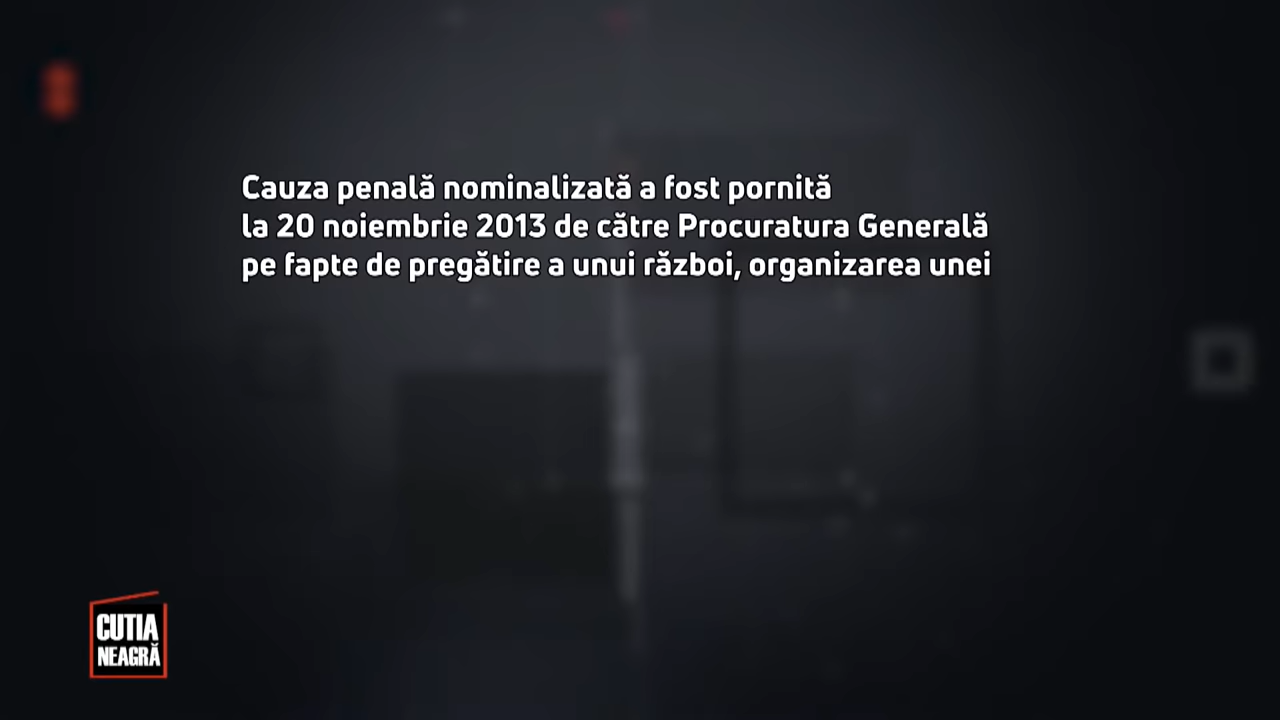 Cauza penală nominalizată a fost pornită
la 20 noiembrie 2013 de către Procuratura Generală
pe fapte de pregătire a unui război, organizarea unei
CUTIA
NEAGRĂ